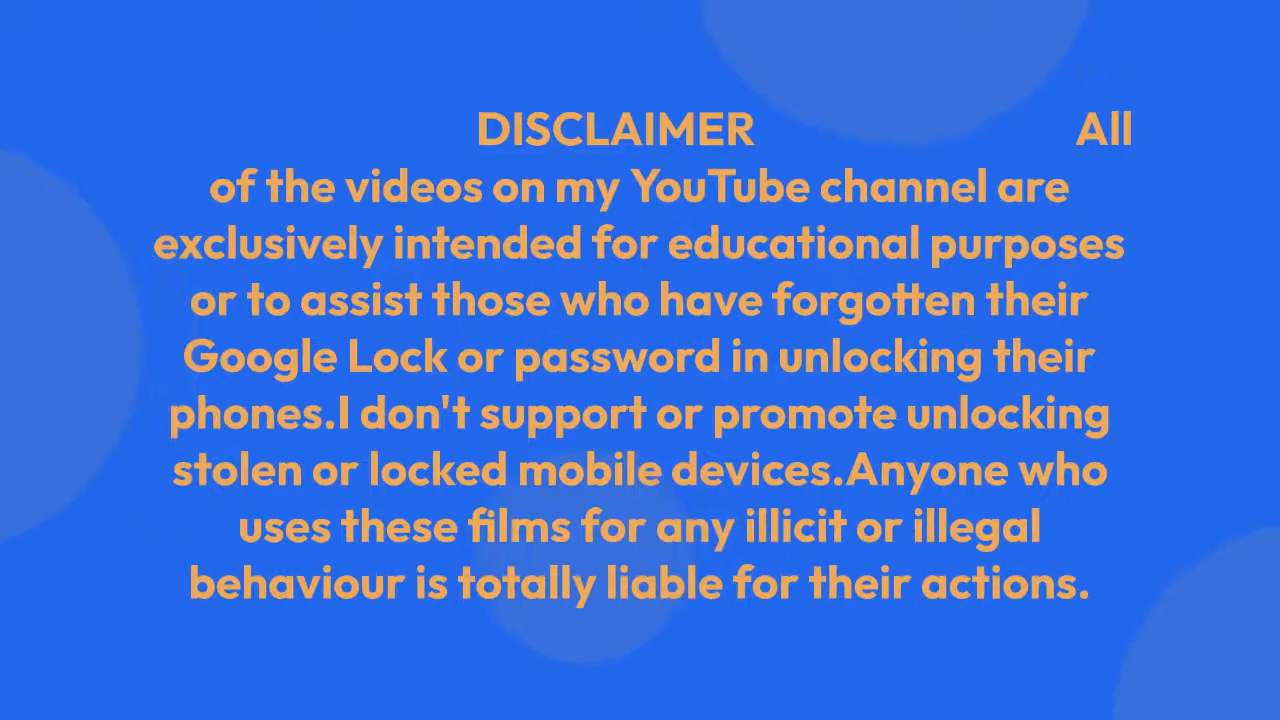 DISCLAIMER All
of the videos on my YouTube channel are
exclusively intended for educational purposes
or to assist those who have forgotten their
Google Lock or password in unlocking their
phones.I don't support or promote unlocking
stolen or locked mobile devices.Anyone who
uses these films for any illicit or illegal
behaviour is totally liable for their actions.